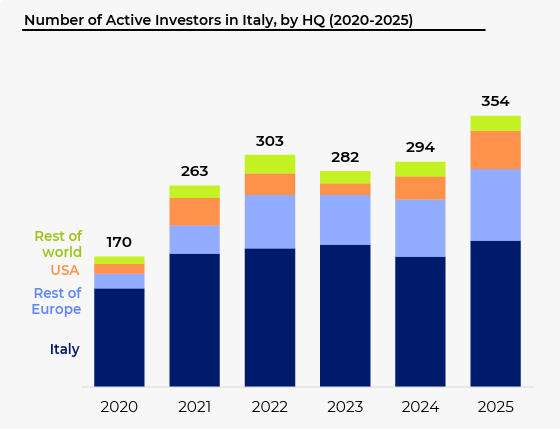 Number of Active Investors in Italy, by HQ (2020-2025)
354
303
294
282
263
170
Rest of
world
USA
Rest of
Europe
Italy
2020 2021 2022 2023 2024 2025